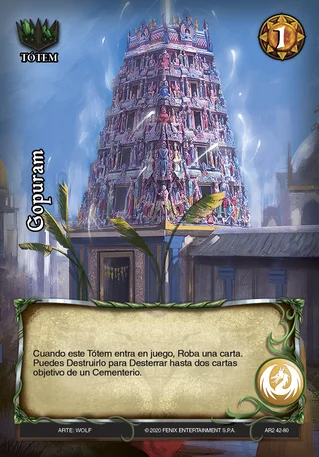 1
TÓTEM
Gopuram
Cuando este Tótem entra en juego, Roba una carta.
Puedes Destruirlo para Desterrar hasta dos cartas
objetivo de un Cementerio.
ARTE: WOLF
© 2020 FENIX ENTERTAINMENT S.P.A.
AR2 42-80